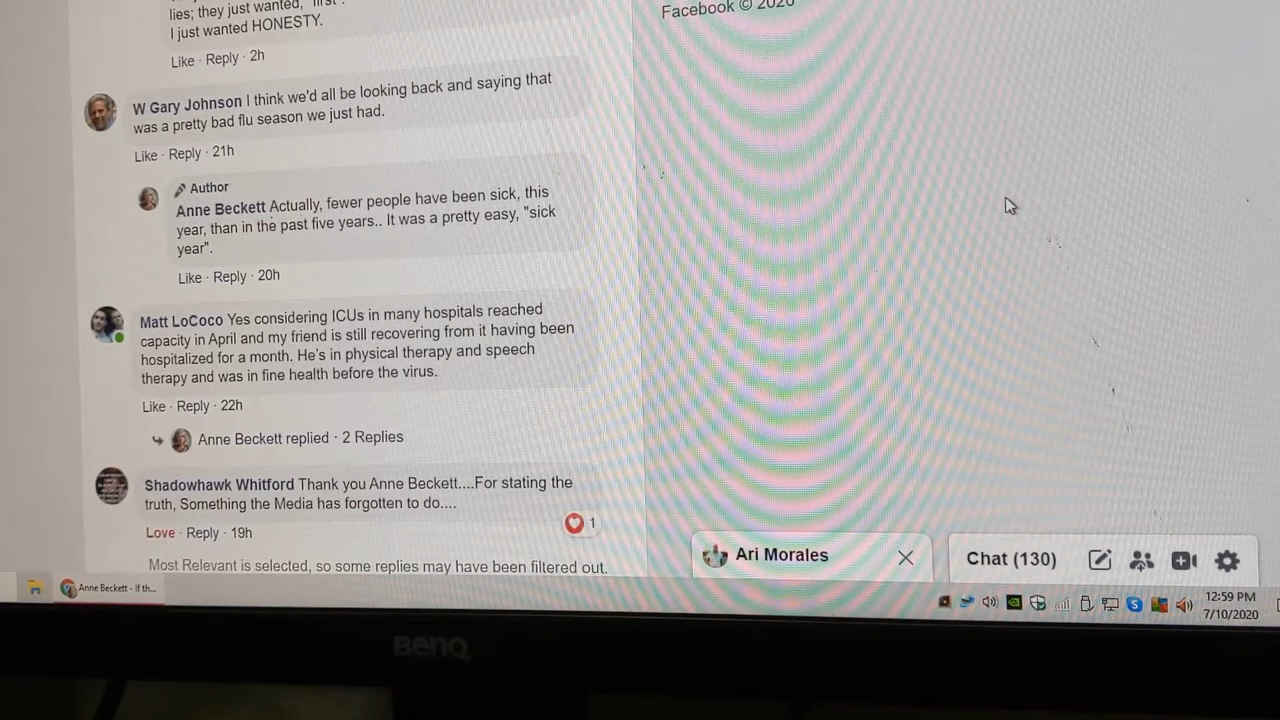 lies; they just wanted, "first".
I just wanted HONESTY.
Like · Reply · 2h
Facebook © 2020
W Gary Johnson I think we'd all be looking back and saying that
was a pretty bad flu season we just had.
Like · Reply · 21h
Author
Anne Beckett Actually, fewer people have been sick, this
year, than in the past five years.. It was a pretty easy, "sick
year".
Like · Reply · 20h
Matt LoCoco Yes considering ICUs in many hospitals reached
capacity in April and my friend is still recovering from it having been
hospitalized for a month. He's in physical therapy and speech
therapy and was in fine health before the virus.
Like · Reply · 22h
Anne Beckett replied · 2 Replies
Shadowhawk Whitford Thank you Anne Beckett....For stating the
truth, Something the Media has forgotten to do....
Love · Reply · 19h
1
Most Relevant is selected, so some replies may have been filtered out.
Ari Morales
Chat (130)
Anne Beckett - If th...
12:59 PM
7/10/2020
BenQ